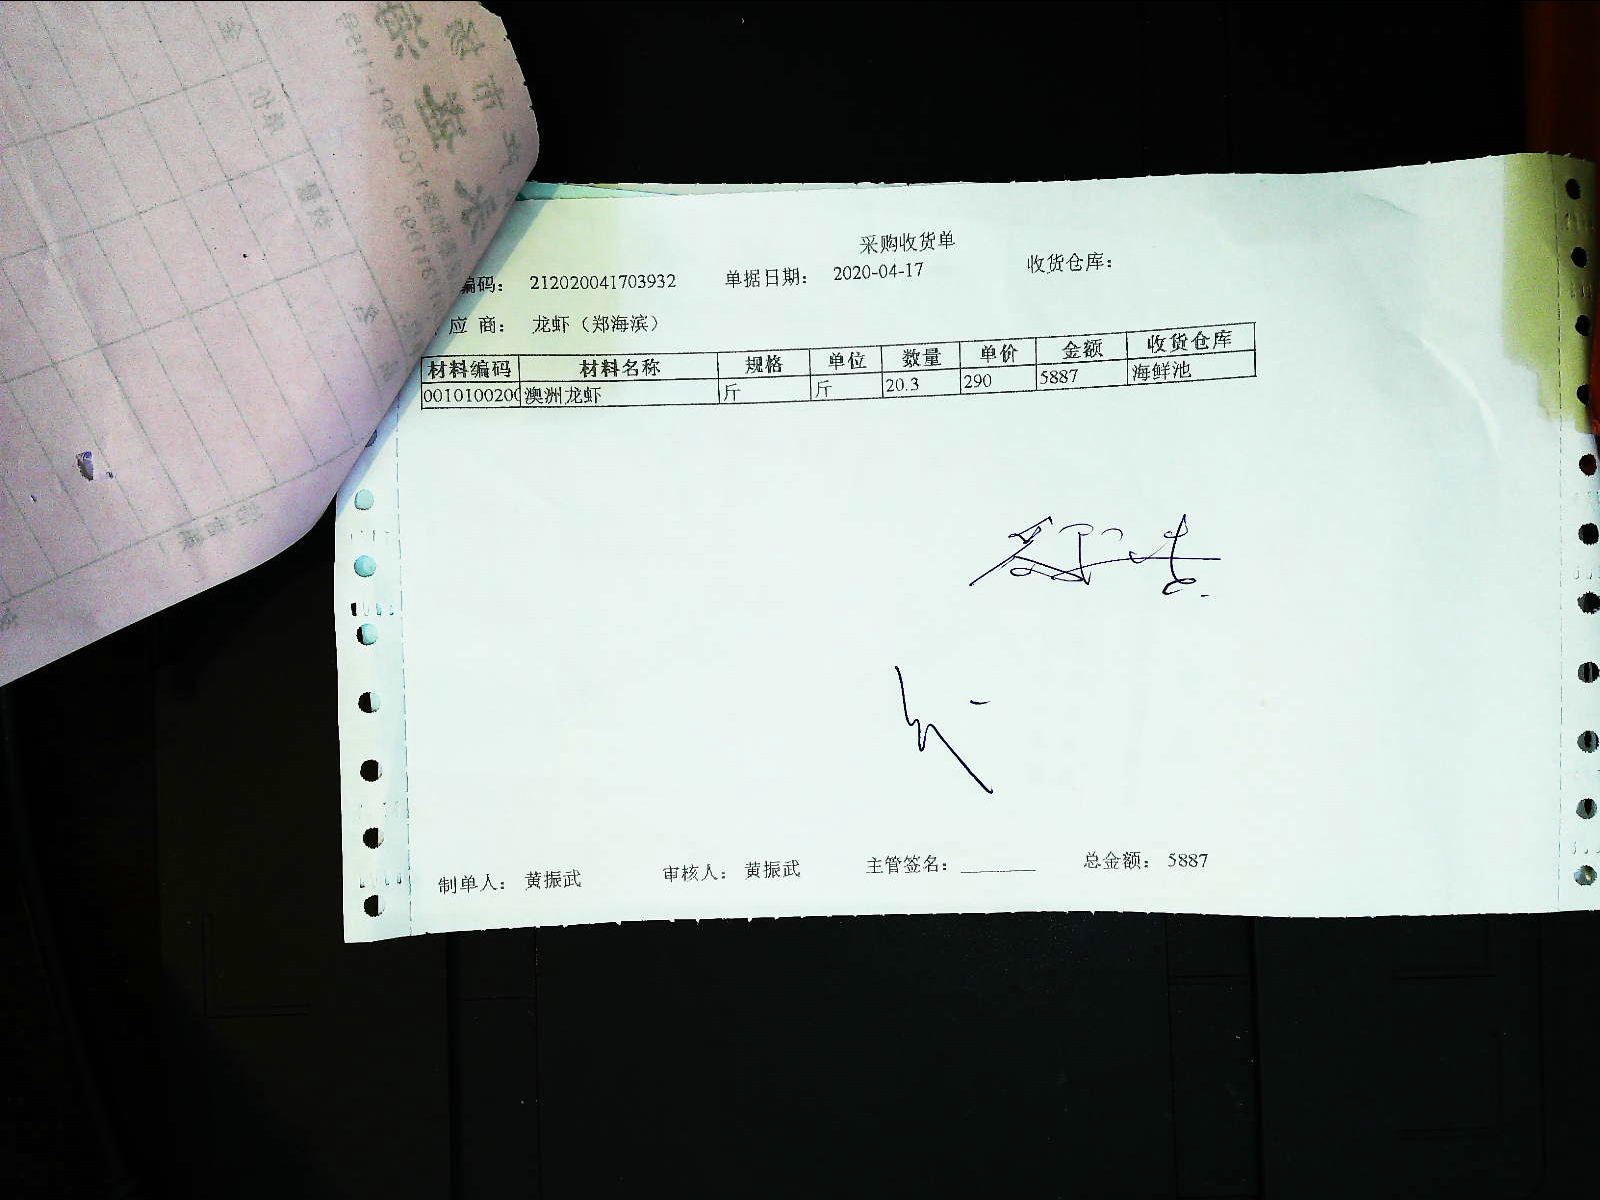 采购收货单
编码： 212020041703932 单据日期： 2020-04-17 收货仓库：
应 商： 龙虾（郑海滨）
材料编码 材料名称 规格 单位 数量 单价 金额 收货仓库
0010100200 澳洲龙虾 斤 斤 20.3 290 5887 海鲜池
制单人： 黄振武 审核人： 黄振武 主管签名： 总金额： 5887